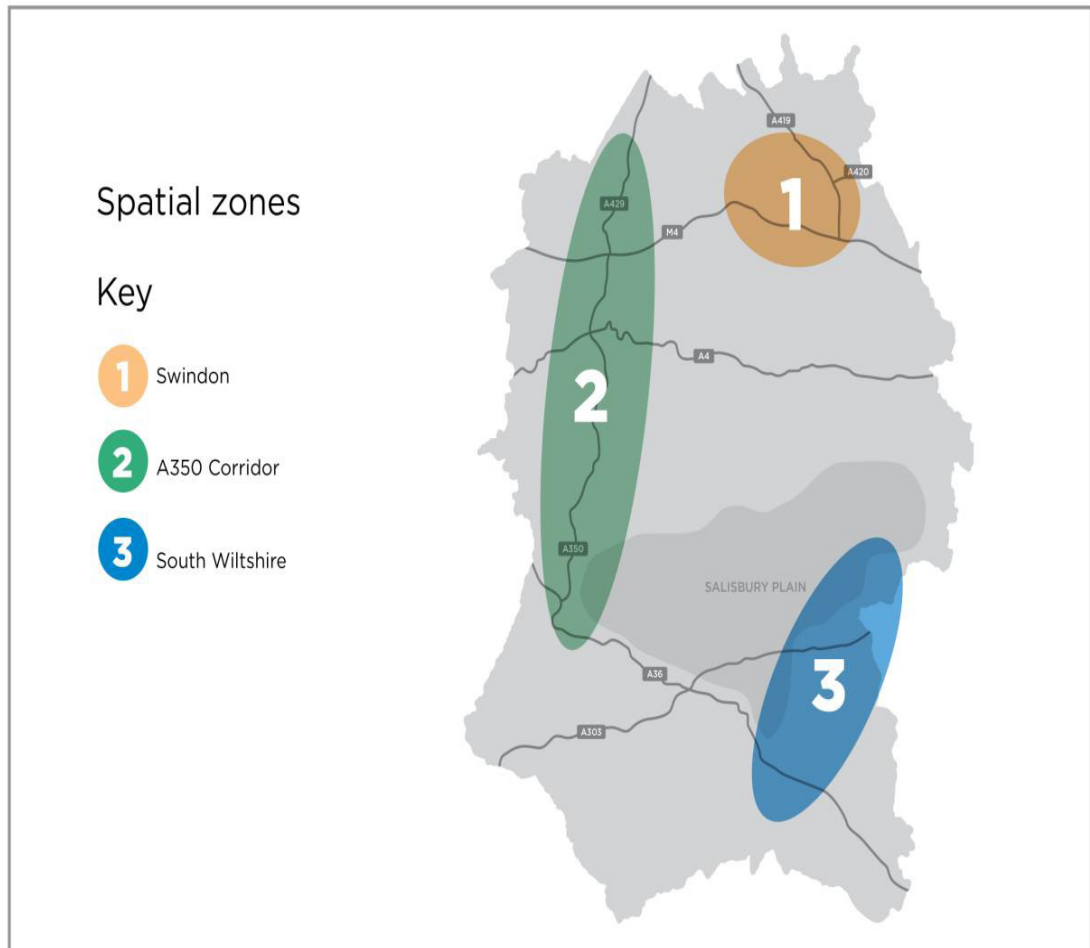 Spatial zones
Key
1 Swindon
2 A350 Corridor
3 South Wiltshire
A419
A420
1
A429
M4
A4
2
A350
SALISBURY PLAIN
A36
3
A303